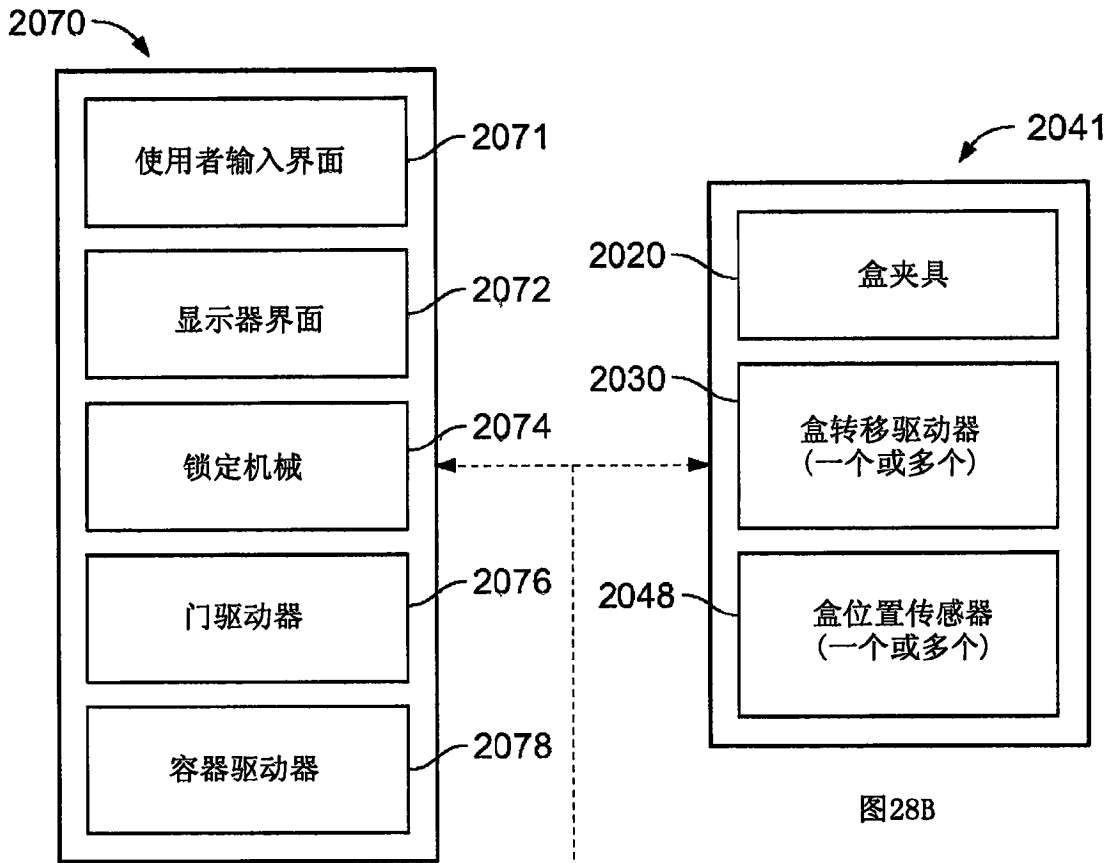 2070
使用者输入界面
2071
显示器界面
2072
锁定机械
2074
门驱动器
2076
容器驱动器
2078
2041
2020
盒夹具
2030
盒转移驱动器
(一个或多个)
2048
盒位置传感器
(一个或多个)
图28B